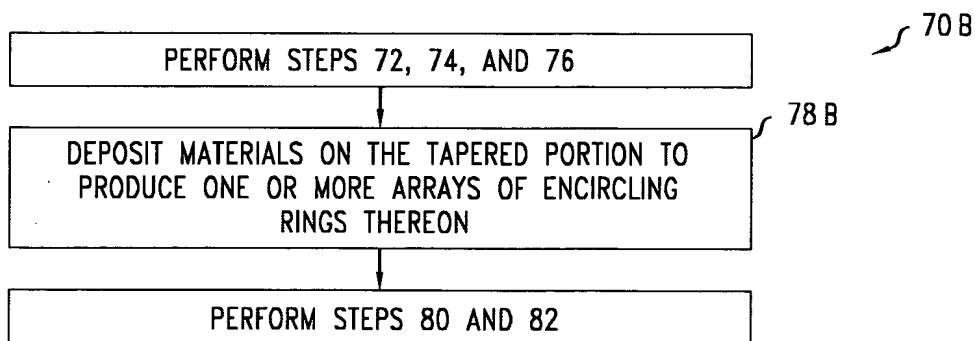 70 B
PERFORM STEPS 72, 74, AND 76
78 B
DEPOSIT MATERIALS ON THE TAPERED PORTION TO
PRODUCE ONE OR MORE ARRAYS OF ENCIRCLING
RINGS THEREON
PERFORM STEPS 80 AND 82